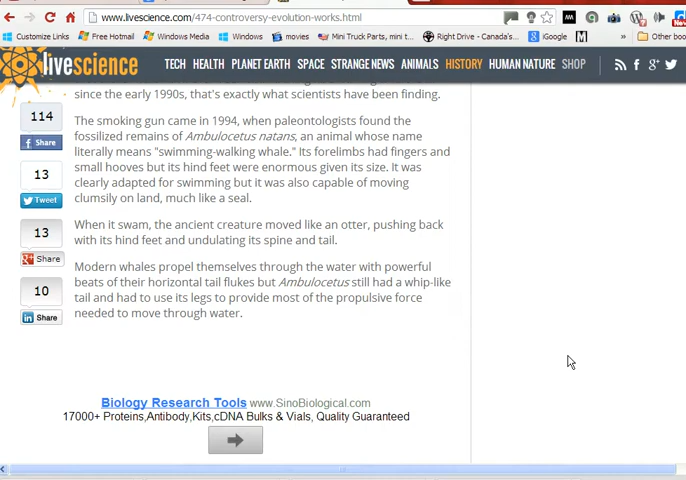 www.livescience.com/474-controversy-evolution-works.html
Customize Links Free Hotmail Windows Media Windows movies Mini Truck Parts, mini t Right Drive - Canada's... iGoogle » Other boo
livescience TECH HEALTH PLANET EARTH SPACE STRANGE NEWS ANIMALS HISTORY HUMAN NATURE SHOP
since the early 1990s, that's exactly what scientists have been finding.
114
Share
13
Tweet
13
Share
10
Share
The smoking gun came in 1994, when paleontologists found the
fossilized remains of Ambulocetus natans, an animal whose name
literally means "swimming-walking whale." Its forelimbs had fingers and
small hooves but its hind feet were enormous given its size. It was
clearly adapted for swimming but it was also capable of moving
clumsily on land, much like a seal.
When it swam, the ancient creature moved like an otter, pushing back
with its hind feet and undulating its spine and tail.
Modern whales propel themselves through the water with powerful
beats of their horizontal tail flukes but Ambulocetus still had a whip-like
tail and had to use its legs to provide most of the propulsive force
needed to move through water.
Biology Research Tools www.SinoBiological.com
17000+ Proteins,Antibody,Kits,cDNA Bulks & Vials, Quality Guaranteed